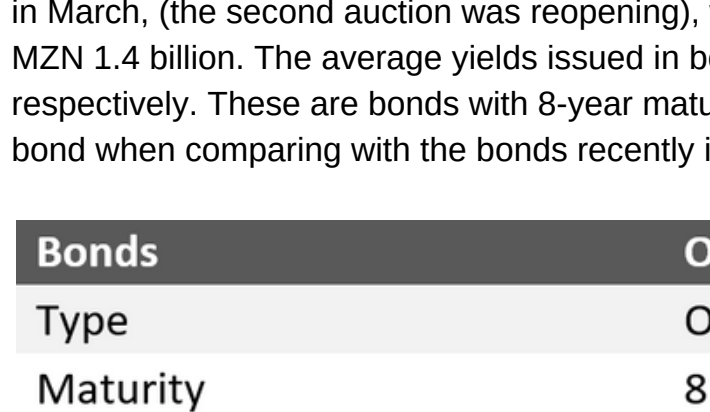 in March, (the second auction was reopening),
MZN 1.4 billion. The average yields issued in
respectively. These are bonds with 8-year
bond when comparing with the bonds recently
Bonds
Type
Maturity 8